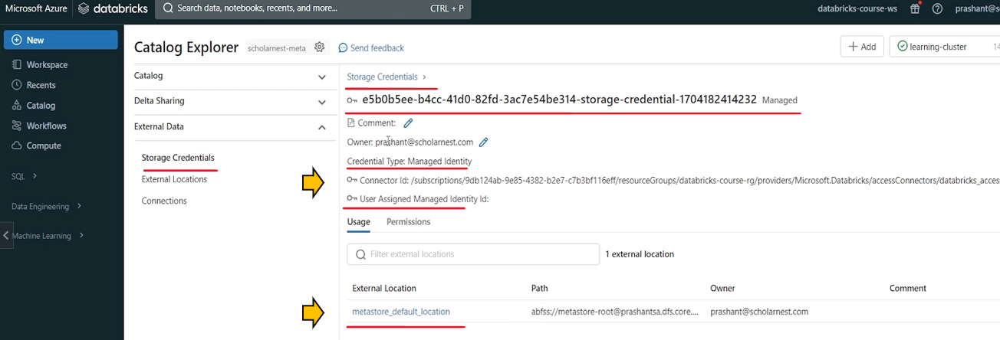 Microsoft Azure databricks Search data, notebooks, recents, and more... CTRL + P databricks-course-ws prashant@s
New
Workspace
Recents
Catalog
Workflows
Compute
SQL
Data Engineering
Machine Learning
Catalog Explorer scholarnest-meta Send feedback + Add learning-cluster 14
Catalog
Delta Sharing
External Data
Storage Credentials
External Locations
Connections
Storage Credentials >
e5b0b5ee-b4cc-41d0-82fd-3ac7e54be314-storage-credential-1704182414232 Managed
Comment:
Owner: prashant@scholarnest.com
Credential Type: Managed Identity
Connector Id: /subscriptions/9db124ab-9e85-4382-b2e7-c7b3bf116eff/resourceGroups/databricks-course-rg/providers/Microsoft.Databricks/accessConnectors/databricks_acces
User Assigned Managed Identity Id:
Usage Permissions
Filter external locations 1 external location
External Location Path Owner Comment
metastore_default_location abfss://metastore-root@prashantsa.dfs.core.... prashant@scholarnest.com